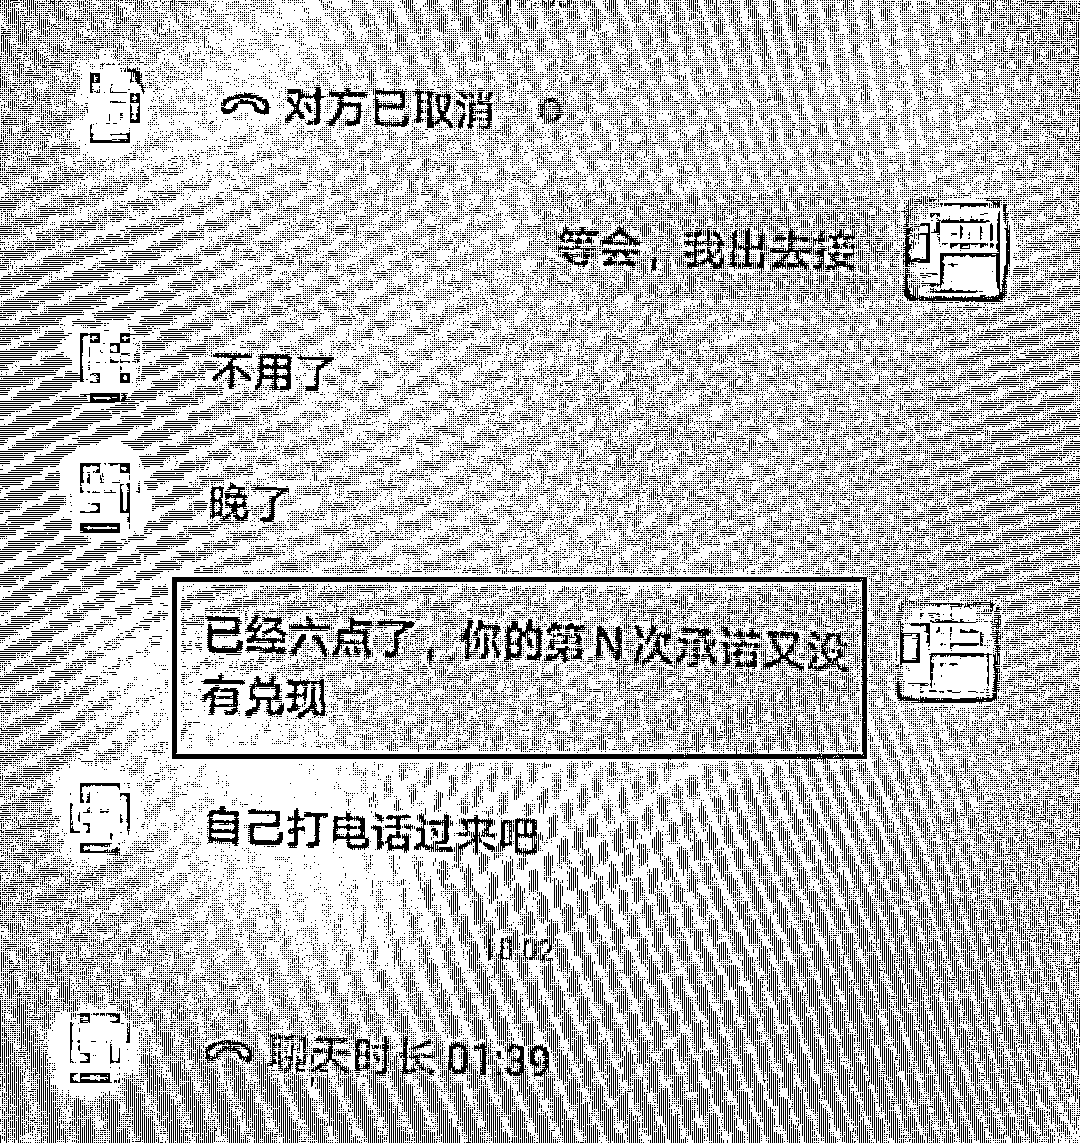 对方已取消
等会，我出去接
不用了
晚了
已经六点了，你的第N次承诺又没
有兑现
自己打电话过来吧
18:02
聊天时长 01:39